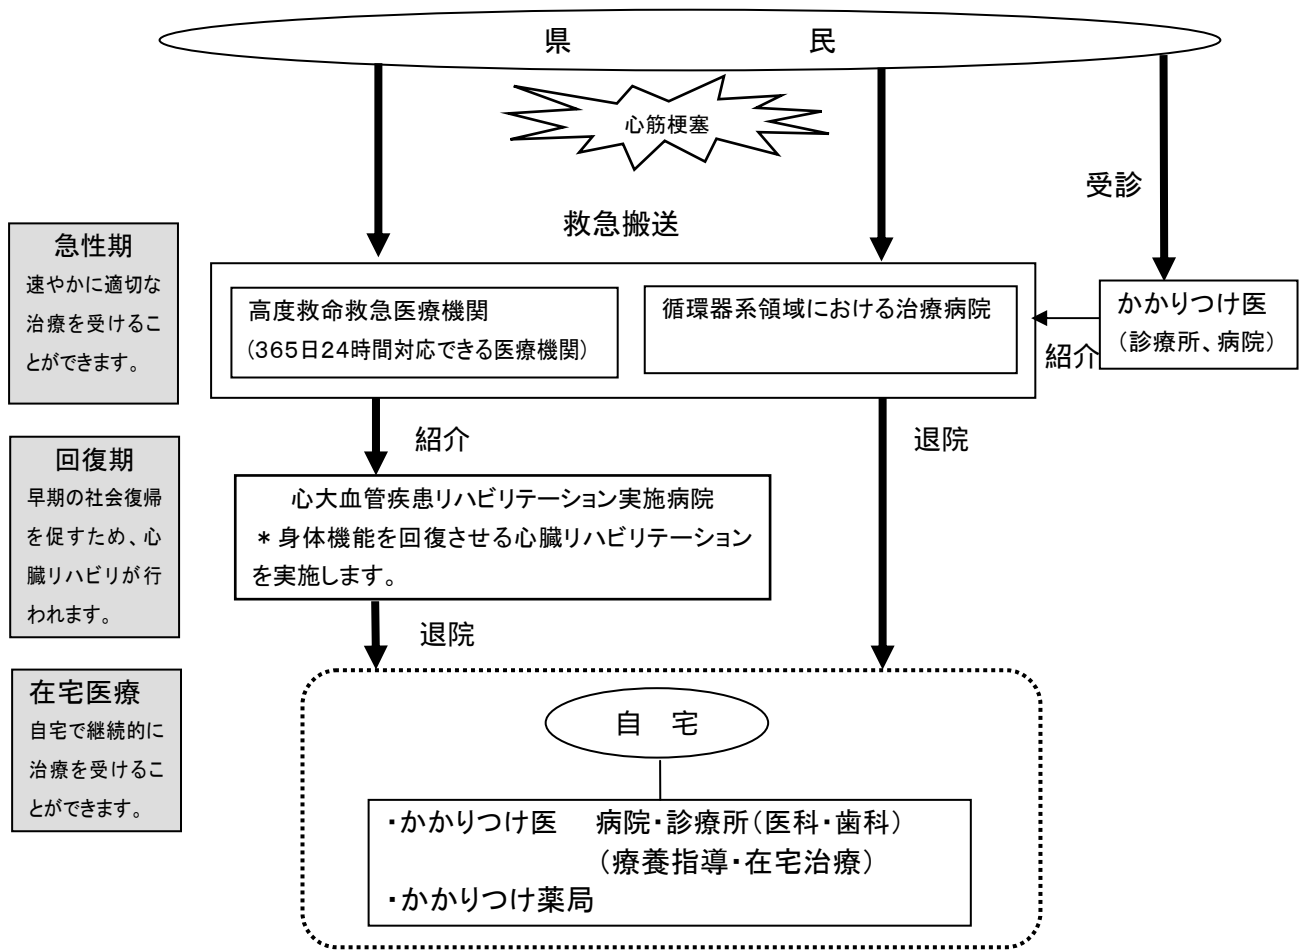 県　民
心筋梗塞
受診
救急搬送
急性期
速やかに適切な
治療を受けるこ
とができます。
高度救命救急医療機関
(365日24時間対応できる医療機関)
循環器系領域における治療病院
かかりつけ医
(診療所、病院)
紹介
紹介
退院
回復期
早期の社会復帰
を促すため、心
臓リハビリが行
われます。
心大血管疾患リハビリテーション実施病院
*身体機能を回復させる心臓リハビリテーション
を実施します。
退院
在宅医療
自宅で継続的に
治療を受けるこ
とができます。
自　宅
・かかりつけ医　病院・診療所(医科・歯科)
(療養指導・在宅治療)
・かかりつけ薬局